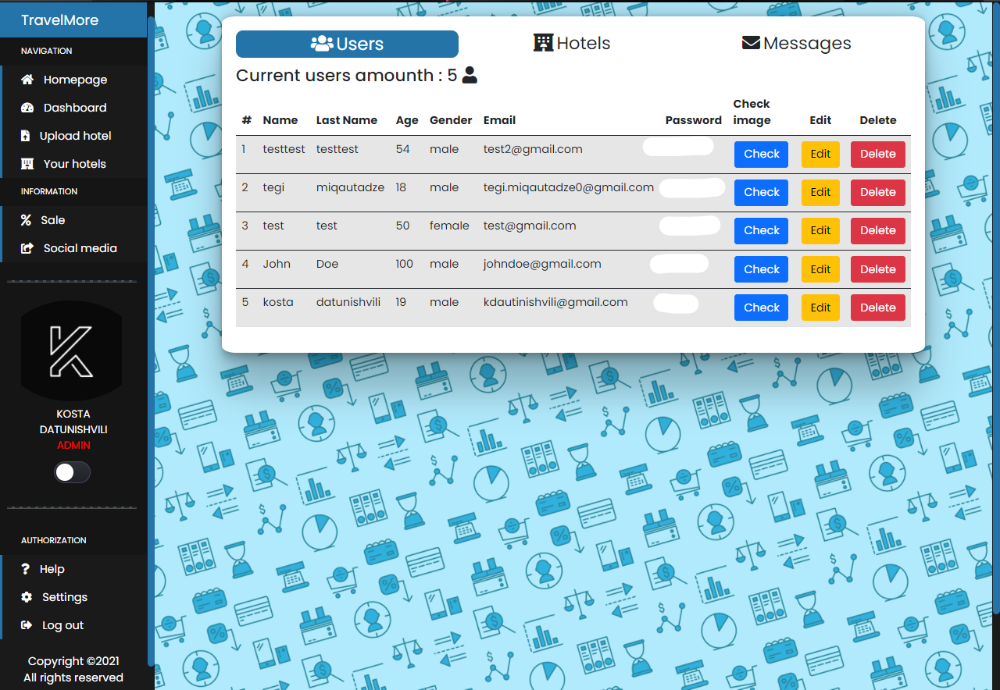 TravelMore
NAVIGATION
Homepage
Dashboard
Upload hotel
Your hotels
INFORMATION
Sale
Social media
KOSTA
DATUNISHVILI
ADMIN
AUTHORIZATION
Help
Settings
Log out
Copyright ©2021
All rights reserved
Users Hotels Messages
Current users amounth : 5
# Name Last Name Age Gender Email Password Check image Edit Delete
1 testtest testtest 54 male test2@gmail.com Check Edit Delete
2 tegi miqautadze 18 male tegi.miqautadze0@gmail.com Check Edit Delete
3 test test 50 female test@gmail.com Check Edit Delete
4 John Doe 100 male johndoe@gmail.com Check Edit Delete
5 kosta datunishvili 19 male kdautinishvili@gmail.com Check Edit Delete